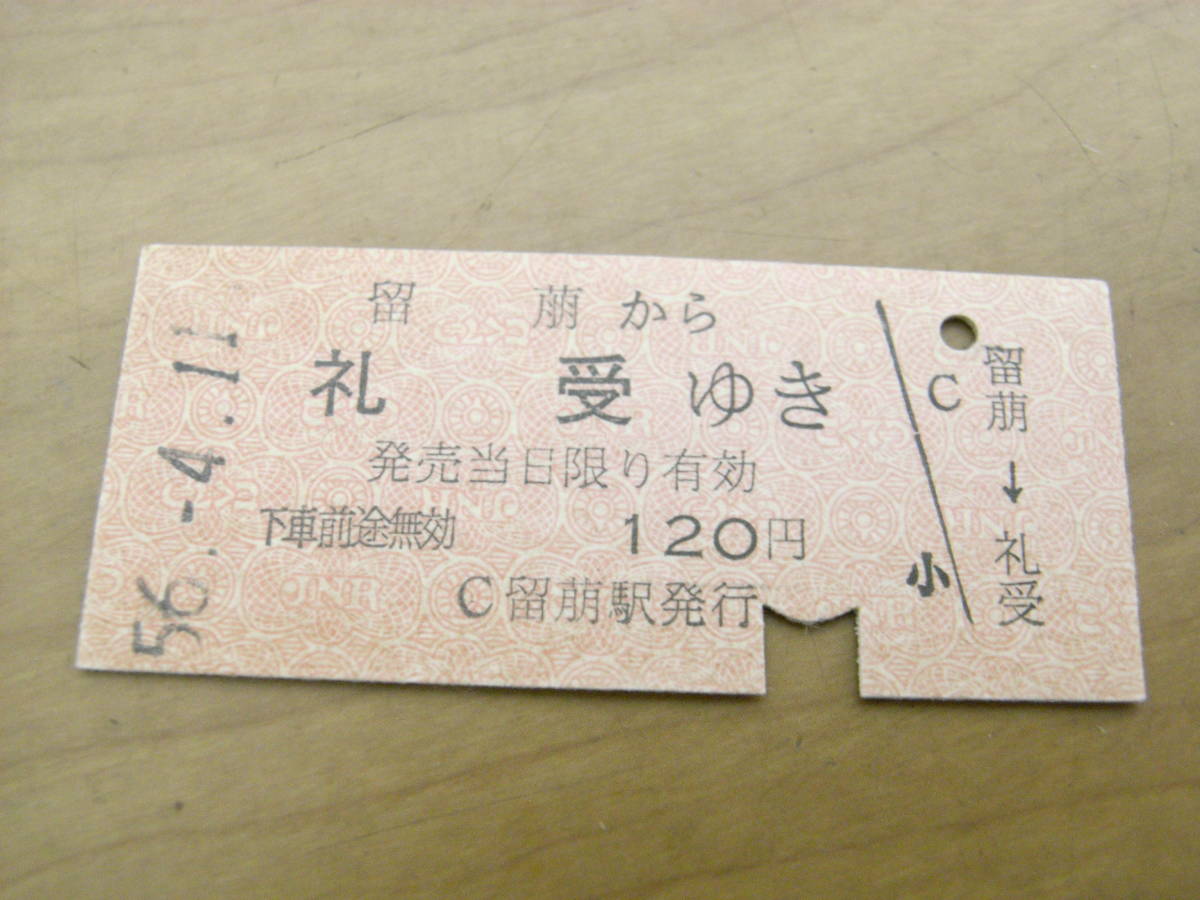 留萠から
礼受ゆき
発売当日限り有効
下車前途無効 120円
C留萠駅発行
56.-4.11
C
小
留萠→礼受
JNR